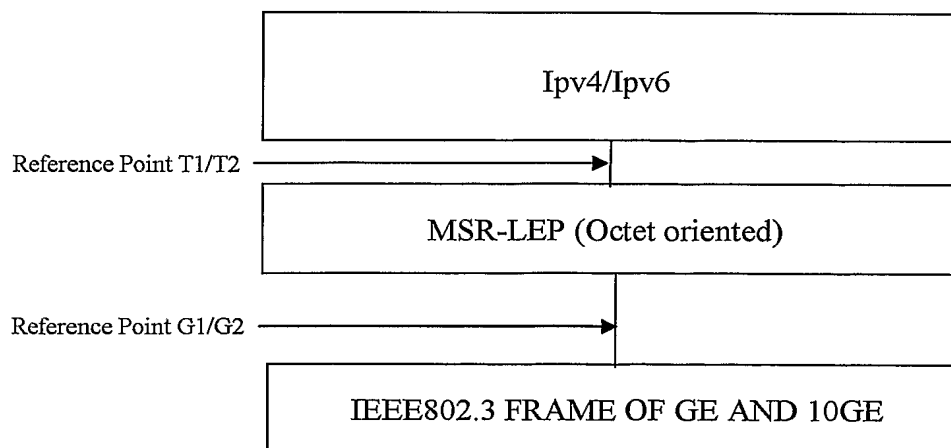 Ipv4/Ipv6
Reference Point T1/T2
MSR-LEP (Octet oriented)
Reference Point G1/G2
IEEE802.3 FRAME OF GE AND 10GE